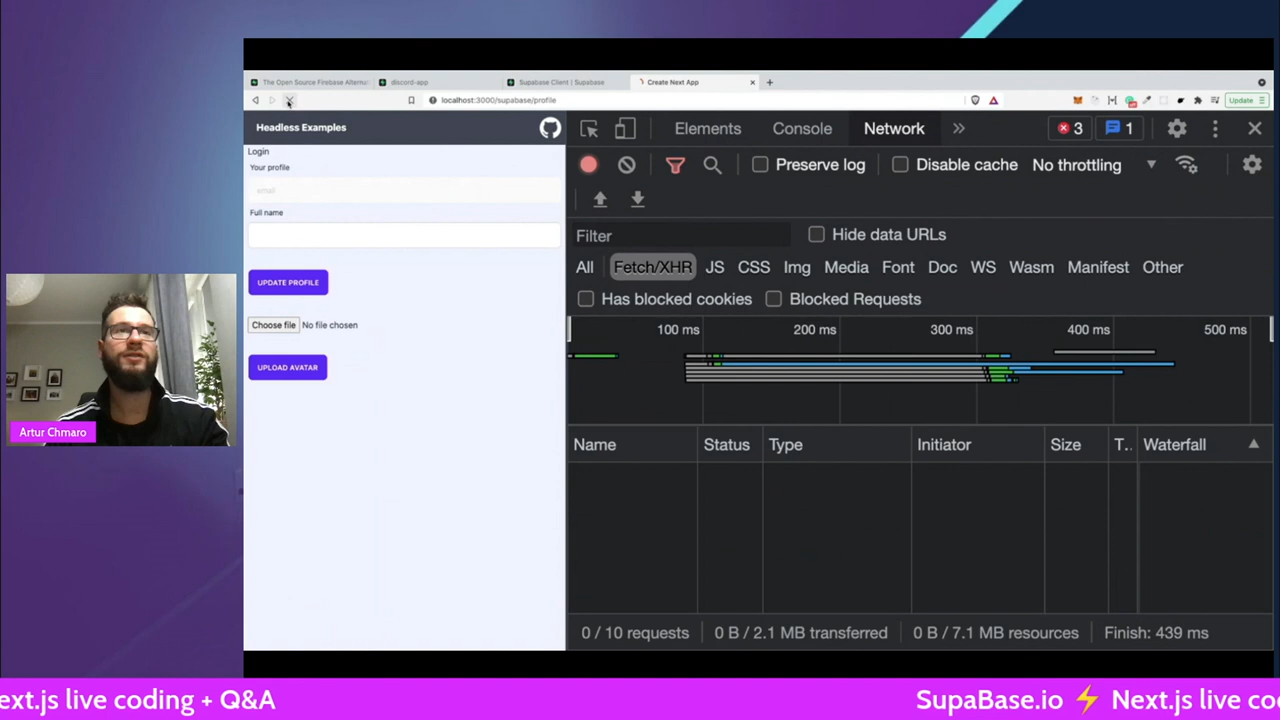 The Open Source Firebase Alternat
discord-app
Supabase Client | Supabase
Create Next App
localhost:3000/supabase/profile
Update
Headless Examples
Login
Your profile
email
Full name
UPDATE PROFILE
Choose file No file chosen
UPLOAD AVATAR
Elements Console Network » 3 1
Preserve log Disable cache No throttling
Filter Hide data URLs
All Fetch/XHR JS CSS Img Media Font Doc WS Wasm Manifest Other
Has blocked cookies Blocked Requests
100 ms 200 ms 300 ms 400 ms 500 ms
Name Status Type Initiator Size T.. Waterfall
0 / 10 requests 0 B / 2.1 MB transferred 0 B / 7.1 MB resources Finish: 439 ms
Artur Chmaro
ext.js live coding + Q&A SupaBase.io ⚡ Next.js live co